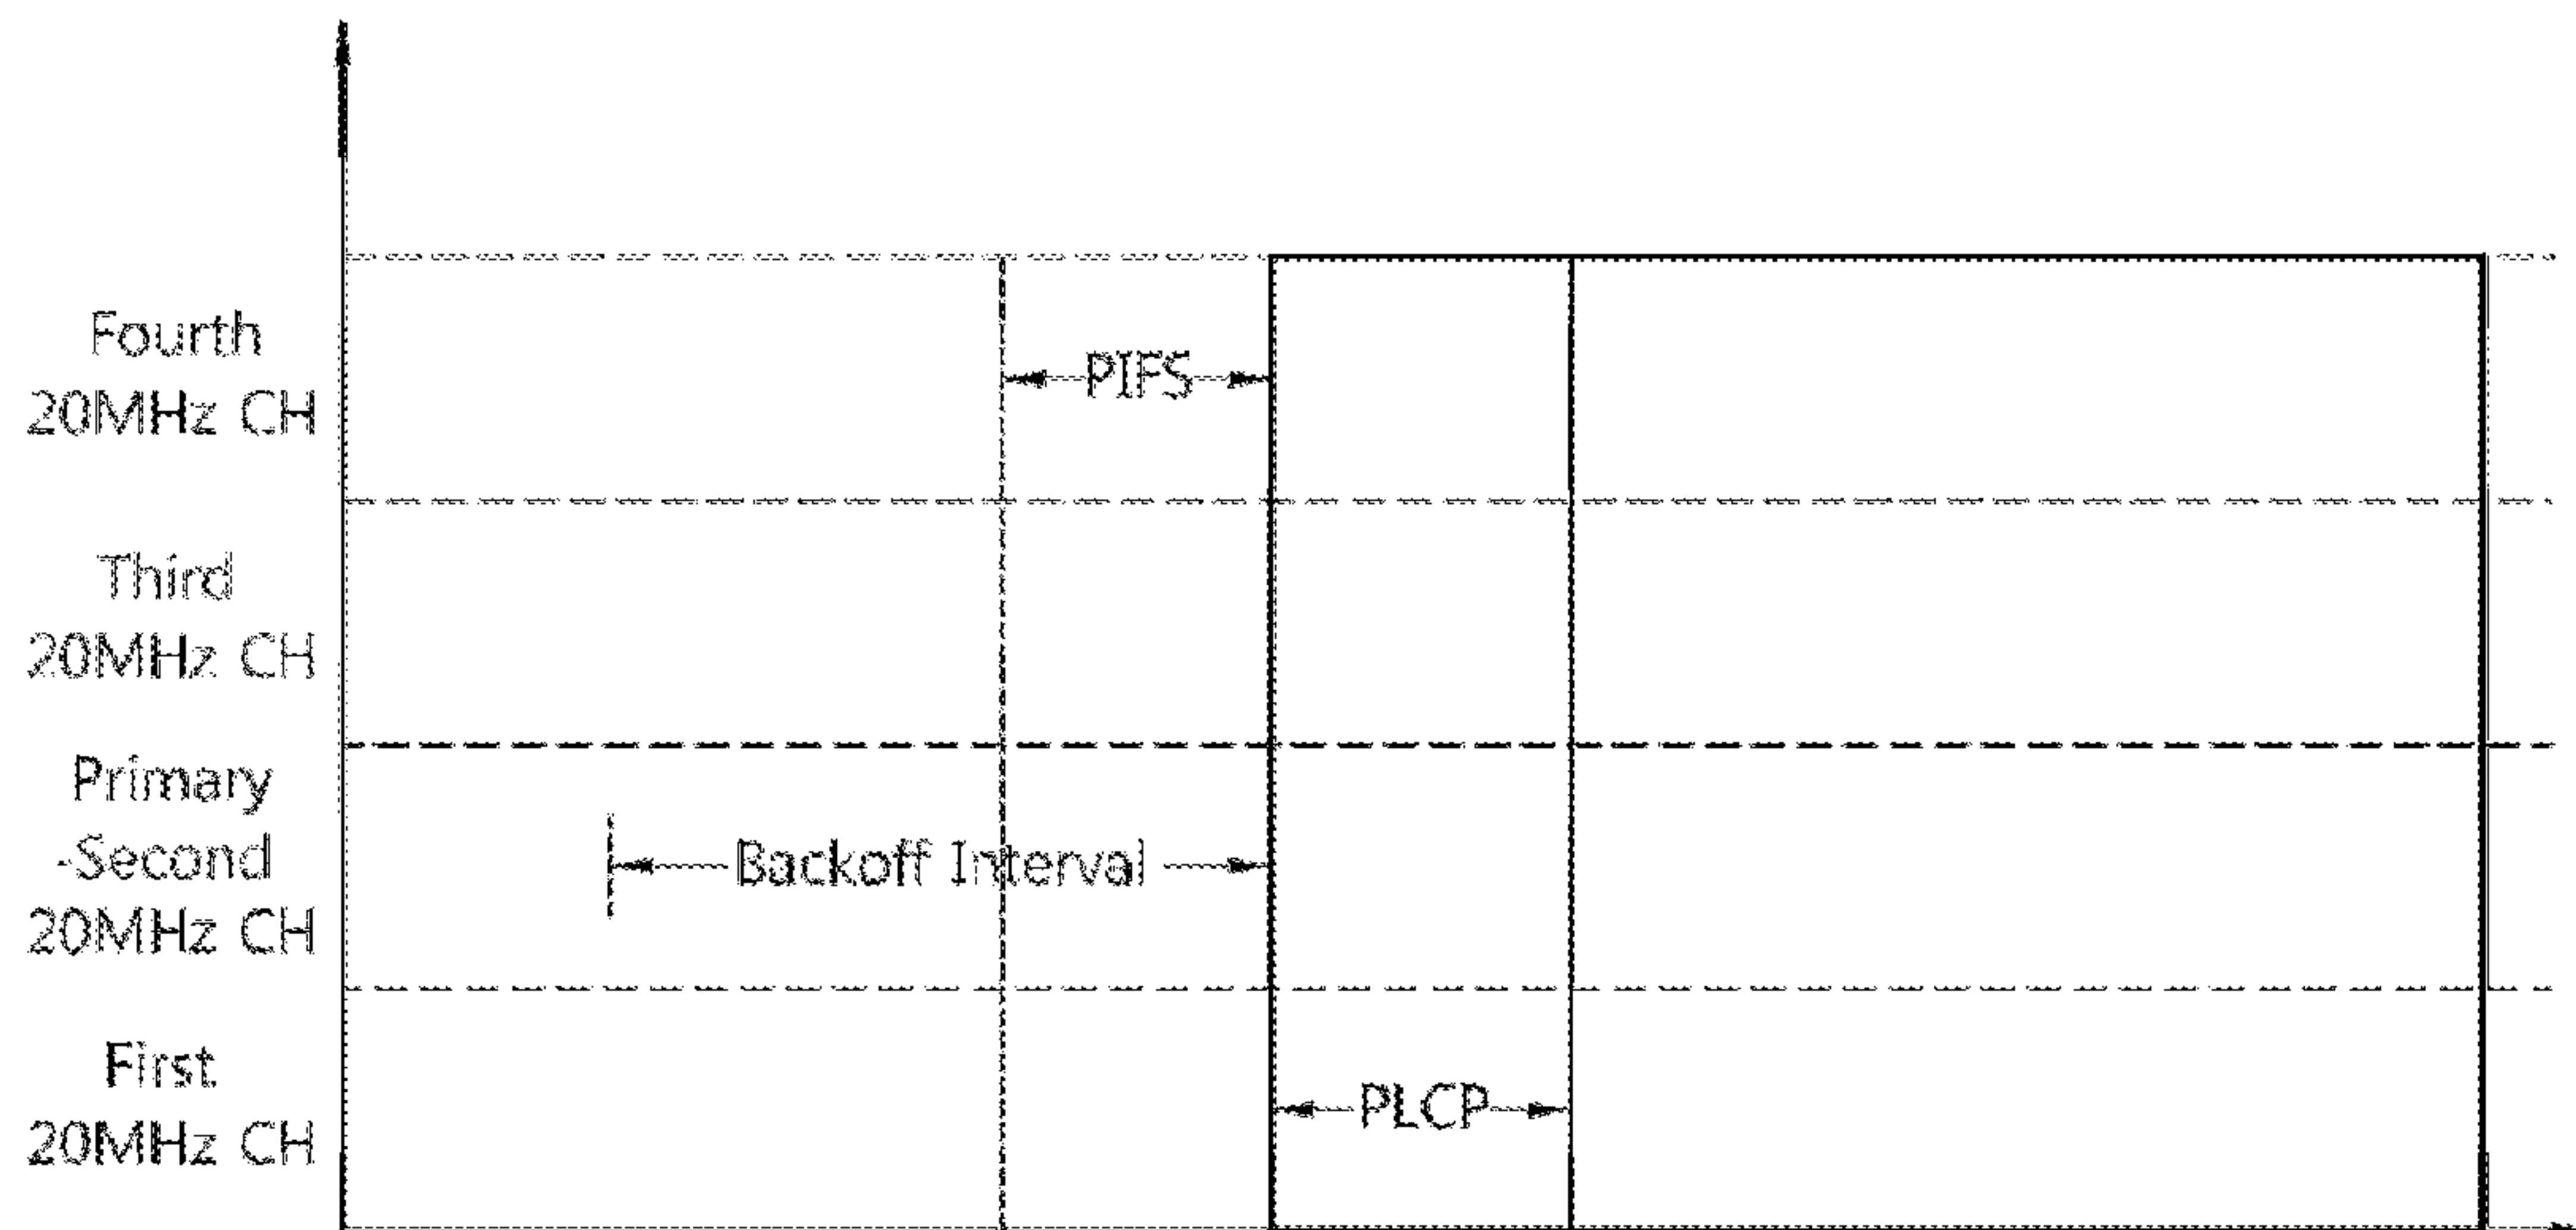 Fourth
20MHz CH
PIFS
Third
20MHz CH
Primary
-Second
20MHz CH
Backoff Interval
First
20MHz CH
PLCP